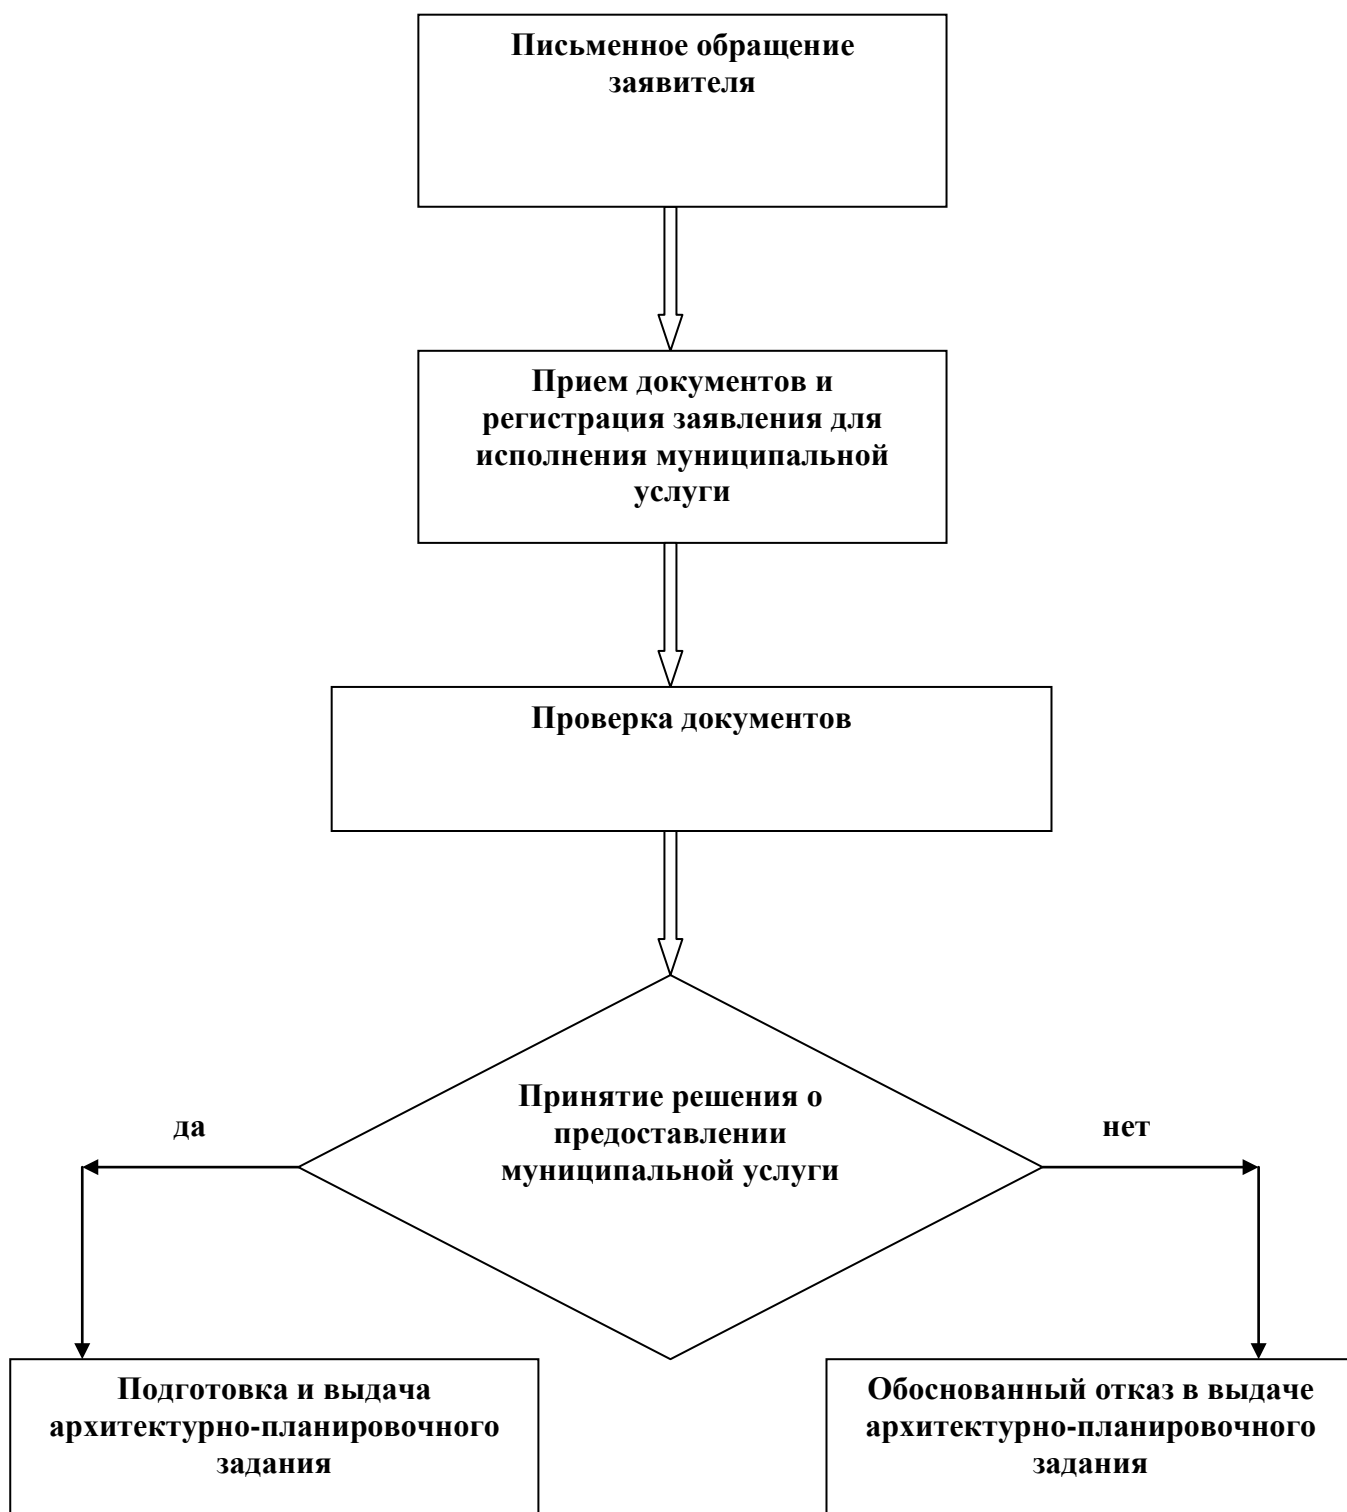 Письменное обращение
заявителя
Прием документов и
регистрация заявления для
исполнения муниципальной
услуги
Проверка документов
Принятие решения о
предоставлении
муниципальной услуги
да
нет
Подготовка и выдача
архитектурно-планировочного
задания
Обоснованный отказ в выдаче
архитектурно-планировочного
задания